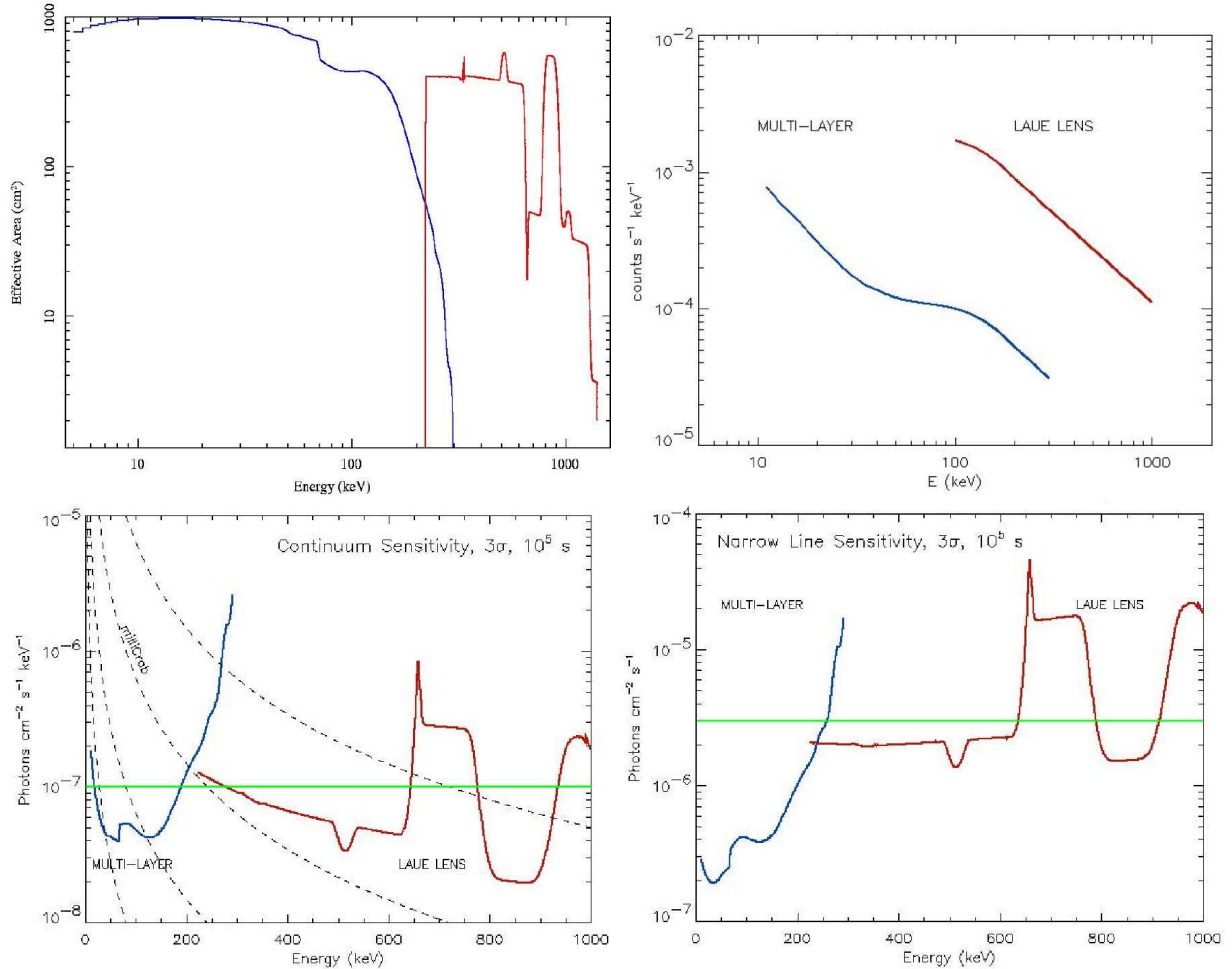 1000
100
10
Effective Area (cm²)
10
100
1000
Energy (keV)
10⁻²
10⁻³
10⁻⁴
10⁻⁵
counts s⁻¹ keV⁻¹
MULTI-LAYER
LAUE LENS
10
100
1000
E (keV)
10⁻⁵
10⁻⁶
10⁻⁷
10⁻⁸
Photons cm⁻² s⁻¹ keV⁻¹
Continuum Sensitivity, 3σ, 10⁵ s
milliCrab
MULTI-LAYER
LAUE LENS
0
200
400
600
800
1000
Energy (keV)
10⁻⁴
10⁻⁵
10⁻⁶
10⁻⁷
Photons cm⁻² s⁻¹
Narrow Line Sensitivity, 3σ, 10⁵ s
MULTI-LAYER
LAUE LENS
0
200
400
600
800
1000
Energy (keV)